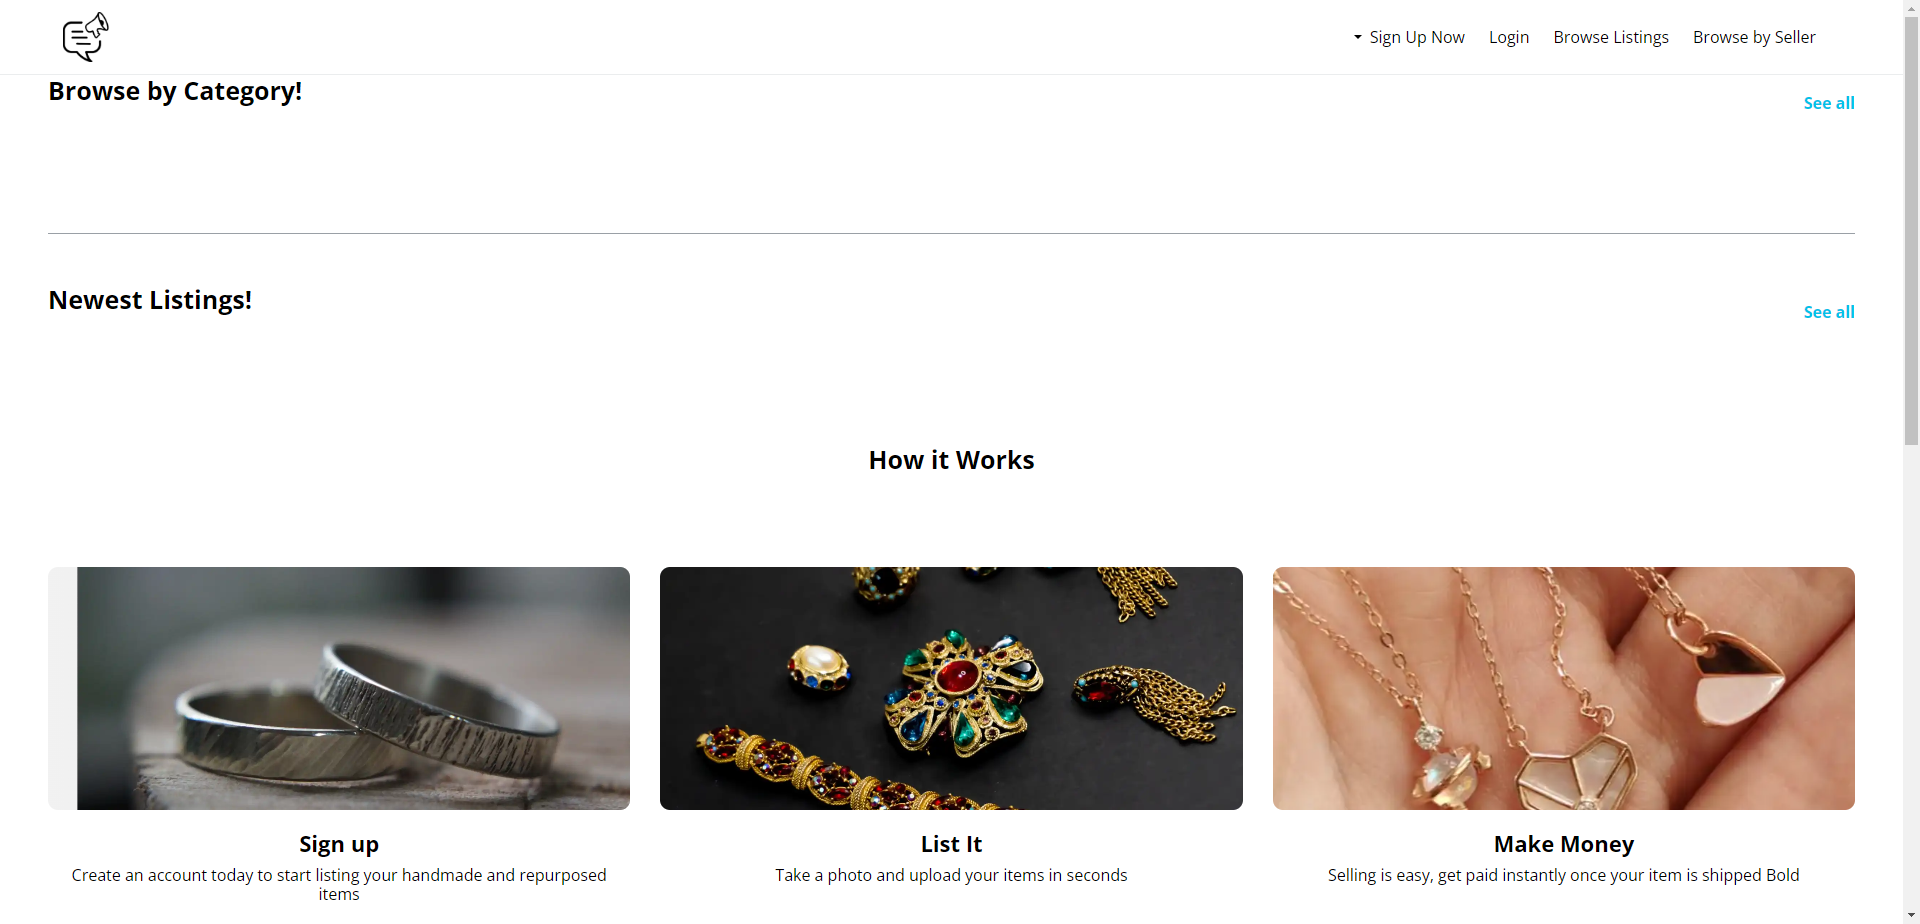 Sign Up Now Login Browse Listings Browse by Seller
Browse by Category!
See all
Newest Listings!
See all
How it Works
Sign up
Create an account today to start listing your handmade and repurposed
items
List It
Take a photo and upload your items in seconds
Make Money
Selling is easy, get paid instantly once your item is shipped Bold